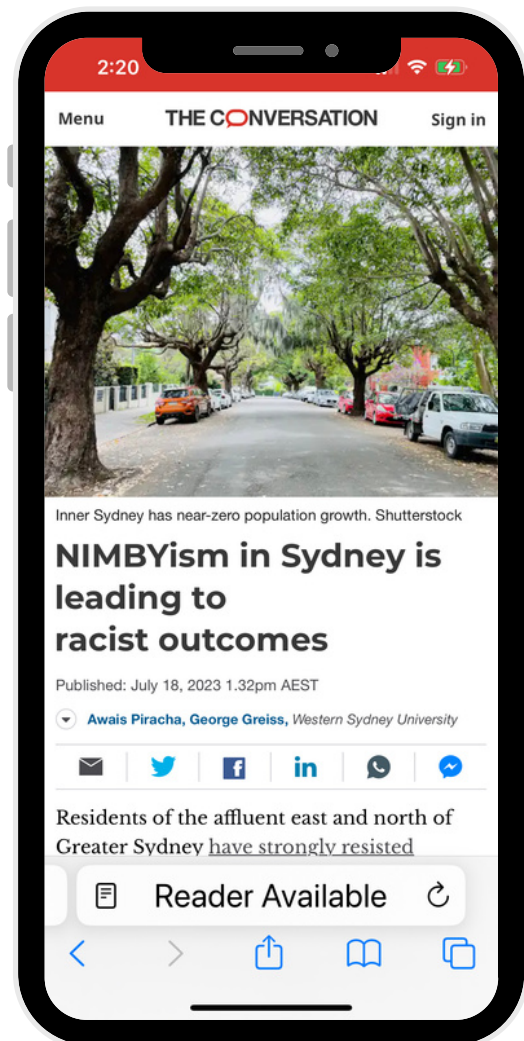 2:20
Menu
THE CONVERSATION
Sign in
Inner Sydney has near-zero population growth. Shutterstock
NIMBYism in Sydney is
leading to
racist outcomes
Published: July 18, 2023 1.32pm AEST
Awais Piracha, George Greiss, Western Sydney University
Residents of the affluent east and north of
Greater Sydney have strongly resisted
Reader Available